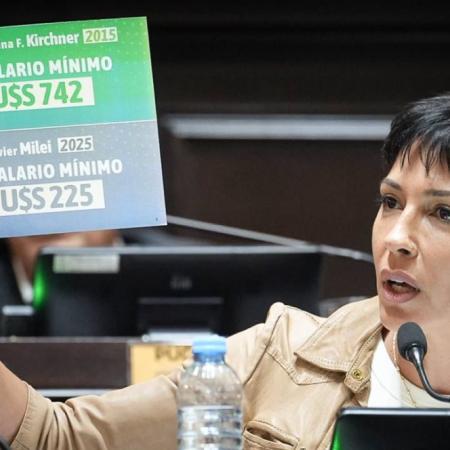 na F. Kirchner 2015
ALARIO MÍNIMO
U$S 742
vier Milei 2025
ALARIO MÍNIMO
U$S 225